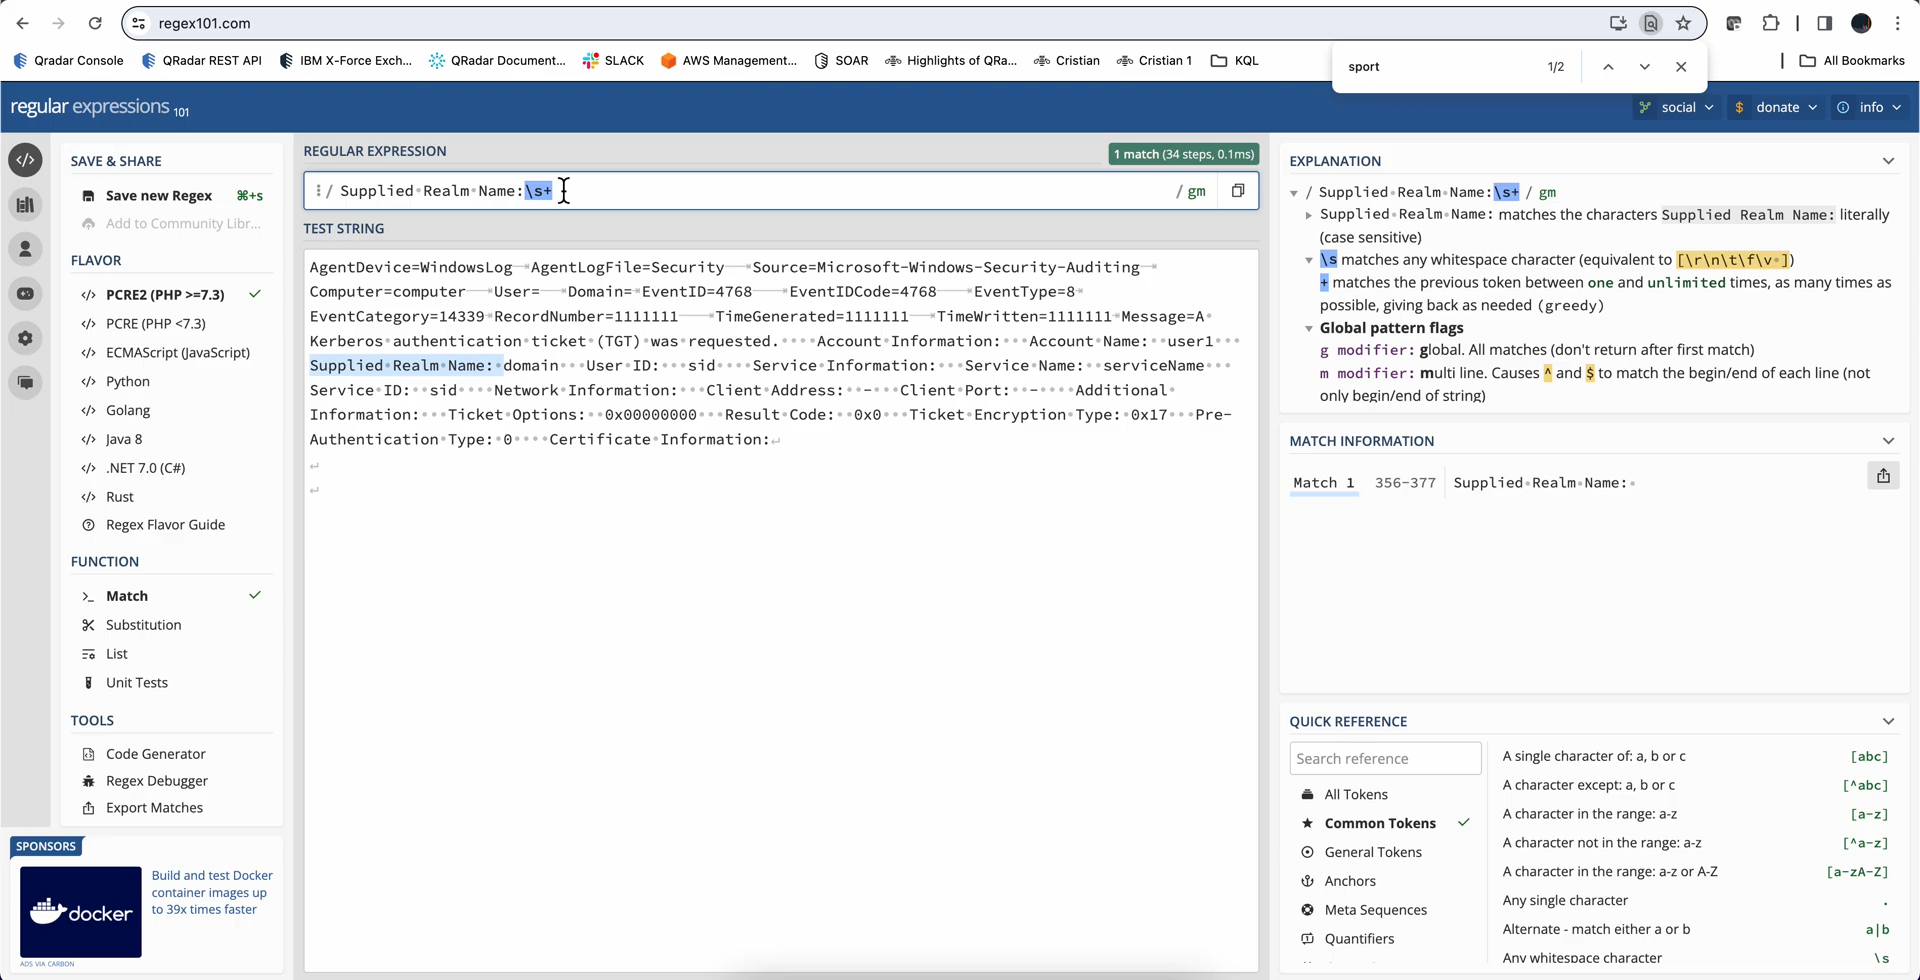 regex101.com
Qradar Console
QRadar REST API
IBM X-Force Exch...
QRadar Document...
SLACK
AWS Management...
SOAR
Highlights of QRa...
Cristian
Cristian 1
KQL
All Bookmarks
sport
1/2
regular expressions 101
social
$ donate
info
SAVE & SHARE
Save new Regex ⌘+s
Add to Community Libr...
FLAVOR
</> PCRE2 (PHP >=7.3)
</> PCRE (PHP <7.3)
</> ECMAScript (JavaScript)
</> Python
</> Golang
</> Java 8
</> .NET 7.0 (C#)
</> Rust
Regex Flavor Guide
FUNCTION
Match
Substitution
List
Unit Tests
TOOLS
Code Generator
Regex Debugger
Export Matches
SPONSORS
docker
Build and test Docker
container images up
to 39x times faster
ADS VIA CARBON
REGULAR EXPRESSION
1 match (34 steps, 0.1ms)
/ Supplied·Realm·Name:\s+ / gm
TEST STRING
AgentDevice=WindowsLog→AgentLogFile=Security→Source=Microsoft-Windows-Security-Auditing→
Computer=computer→User=→Domain=→EventID=4768→EventIDCode=4768→EventType=8→
EventCategory=14339→RecordNumber=1111111→TimeGenerated=1111111→TimeWritten=1111111→Message=A·
Kerberos·authentication·ticket·(TGT)·was·requested.····Account·Information:···Account·Name:··user1···
Supplied·Realm·Name:·domain···User·ID:···sid····Service·Information:···Service·Name:··serviceName···
Service·ID:··sid····Network·Information:···Client·Address:··-···Client·Port:··-····Additional·
Information:···Ticket·Options:··0x00000000···Result·Code:··0x0···Ticket·Encryption·Type:·0x17···Pre-
Authentication·Type:·0····Certificate·Information:↵
↵
↵
EXPLANATION
/ Supplied·Realm·Name:\s+ / gm
Supplied·Realm·Name: matches the characters Supplied Realm Name: literally
(case sensitive)
\s matches any whitespace character (equivalent to [\r\n\t\f\v·])
+ matches the previous token between one and unlimited times, as many times as
possible, giving back as needed (greedy)
Global pattern flags
g modifier: global. All matches (don't return after first match)
m modifier: multi line. Causes ^ and $ to match the begin/end of each line (not
only begin/end of string)
MATCH INFORMATION
Match 1 356-377 Supplied·Realm·Name:·
QUICK REFERENCE
Search reference
All Tokens
Common Tokens
General Tokens
Anchors
Meta Sequences
Quantifiers
A single character of: a, b or c [abc]
A character except: a, b or c [^abc]
A character in the range: a-z [a-z]
A character not in the range: a-z [^a-z]
A character in the range: a-z or A-Z [a-zA-Z]
Any single character .
Alternate - match either a or b a|b
Any whitespace character \s